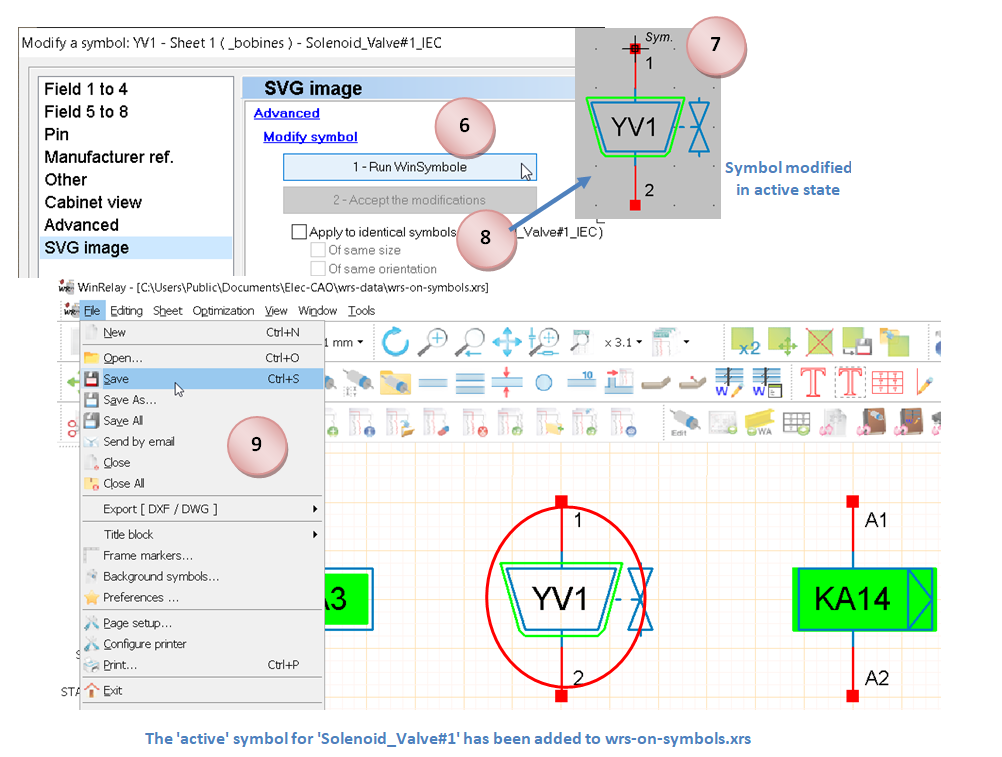 Modify a symbol: YV1 - Sheet 1 ( _bobines ) - Solenoid_Valve#1_IEC
Field 1 to 4
Field 5 to 8
Pin
Manufacturer ref.
Other
Cabinet view
Advanced
SVG image
SVG image
Advanced
Modify symbol
6
1 - Run WinSymbole
2 - Accept the modifications
Apply to identical symbols
_Valve#1_IEC)
Of same size
Of same orientation
8
Sym.
1
YV1
2
7
Symbol modified
in active state
WinRelay - [C:\Users\Public\Documents\Elec-CAO\wrs-data\wrs-on-symbols.xrs]
File Editing Sheet Optimization View Window Tools
New Ctrl+N
Open... Ctrl+O
Save Ctrl+S
Save As...
Save All
Send by email
Close
Close All
Export [ DXF / DWG ]
Title block
Frame markers...
Background symbols...
Preferences ...
Page setup...
Configure printer
Print... Ctrl+P
Exit
9
1 mm
x 3.1
x2
10
W
W
T
T
Edit
WA
STA
A3
1
YV1
2
A1
KA14
A2
The 'active' symbol for 'Solenoid_Valve#1' has been added to wrs-on-symbols.xrs